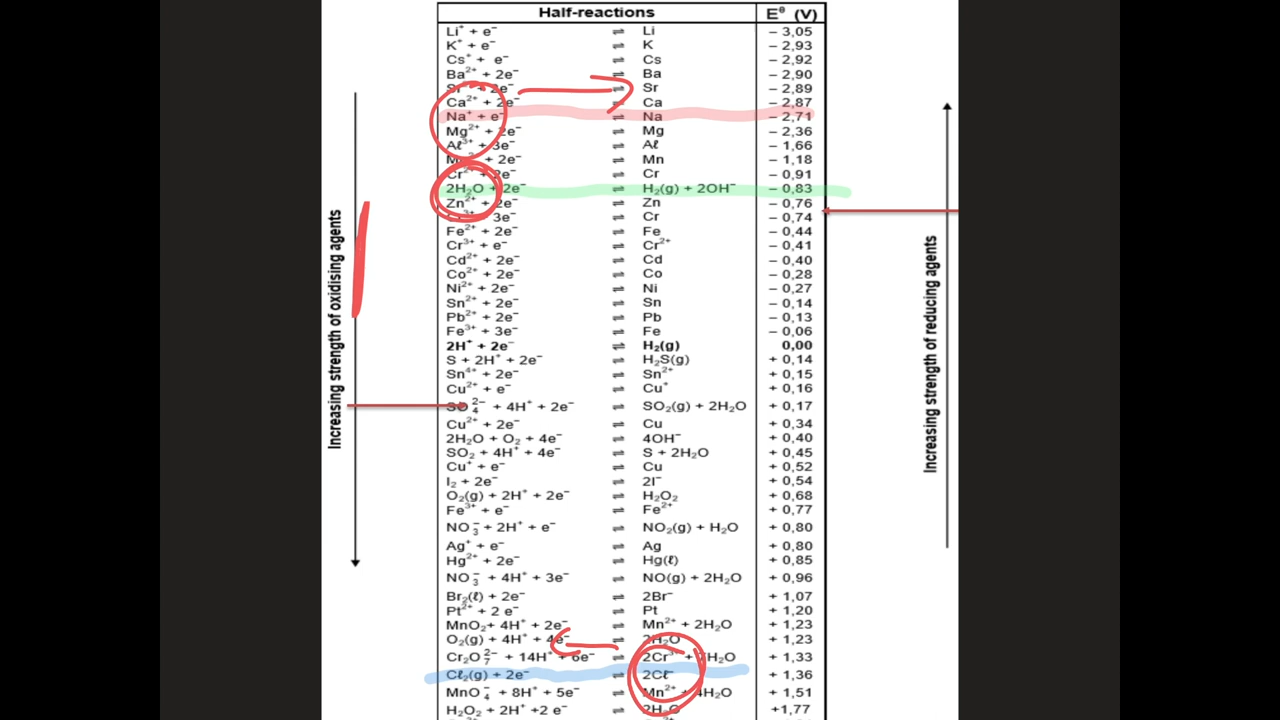 Half-reactions E⁰ (V)
Li⁺ + e⁻ ⇌ Li – 3,05
K⁺ + e⁻ ⇌ K – 2,93
Cs⁺ + e⁻ ⇌ Cs – 2,92
Ba²⁺ + 2e⁻ ⇌ Ba – 2,90
Sr²⁺ + 2e⁻ ⇌ Sr – 2,89
Ca²⁺ + 2e⁻ ⇌ Ca – 2,87
Na⁺ + e⁻ ⇌ Na – 2,71
Mg²⁺ + 2e⁻ ⇌ Mg – 2,36
Aℓ³⁺ + 3e⁻ ⇌ Aℓ – 1,66
Mn²⁺ + 2e⁻ ⇌ Mn – 1,18
Cr²⁺ + 2e⁻ ⇌ Cr – 0,91
2H₂O + 2e⁻ ⇌ H₂(g) + 2OH⁻ – 0,83
Zn²⁺ + 2e⁻ ⇌ Zn – 0,76
Cr³⁺ + 3e⁻ ⇌ Cr – 0,74
Fe²⁺ + 2e⁻ ⇌ Fe – 0,44
Cr³⁺ + e⁻ ⇌ Cr²⁺ – 0,41
Cd²⁺ + 2e⁻ ⇌ Cd – 0,40
Co²⁺ + 2e⁻ ⇌ Co – 0,28
Ni²⁺ + 2e⁻ ⇌ Ni – 0,27
Sn²⁺ + 2e⁻ ⇌ Sn – 0,14
Pb²⁺ + 2e⁻ ⇌ Pb – 0,13
Fe³⁺ + 3e⁻ ⇌ Fe – 0,06
2H⁺ + 2e⁻ ⇌ H₂(g) 0,00
S + 2H⁺ + 2e⁻ ⇌ H₂S(g) + 0,14
Sn⁴⁺ + 2e⁻ ⇌ Sn²⁺ + 0,15
Cu²⁺ + e⁻ ⇌ Cu⁺ + 0,16
SO₄²⁻ + 4H⁺ + 2e⁻ ⇌ SO₂(g) + 2H₂O + 0,17
Cu²⁺ + 2e⁻ ⇌ Cu + 0,34
2H₂O + O₂ + 4e⁻ ⇌ 4OH⁻ + 0,40
SO₂ + 4H⁺ + 4e⁻ ⇌ S + 2H₂O + 0,45
Cu⁺ + e⁻ ⇌ Cu + 0,52
I₂ + 2e⁻ ⇌ 2I⁻ + 0,54
O₂(g) + 2H⁺ + 2e⁻ ⇌ H₂O₂ + 0,68
Fe³⁺ + e⁻ ⇌ Fe²⁺ + 0,77
NO₃⁻ + 2H⁺ + e⁻ ⇌ NO₂(g) + H₂O + 0,80
Ag⁺ + e⁻ ⇌ Ag + 0,80
Hg²⁺ + 2e⁻ ⇌ Hg(ℓ) + 0,85
NO₃⁻ + 4H⁺ + 3e⁻ ⇌ NO(g) + 2H₂O + 0,96
Br₂(ℓ) + 2e⁻ ⇌ 2Br⁻ + 1,07
Pt²⁺ + 2 e⁻ ⇌ Pt + 1,20
MnO₂+ 4H⁺ + 2e⁻ ⇌ Mn²⁺ + 2H₂O + 1,23
O₂(g) + 4H⁺ + 4e⁻ ⇌ 2H₂O + 1,23
Cr₂O₇²⁻ + 14H⁺ + 6e⁻ ⇌ 2Cr³⁺ + 7H₂O + 1,33
Cℓ₂(g) + 2e⁻ ⇌ 2Cℓ⁻ + 1,36
MnO₄⁻ + 8H⁺ + 5e⁻ ⇌ Mn²⁺ + 4H₂O + 1,51
H₂O₂ + 2H⁺ +2 e⁻ ⇌ 2H₂O +1,77
Increasing strength of oxidising agents
Increasing strength of reducing agents